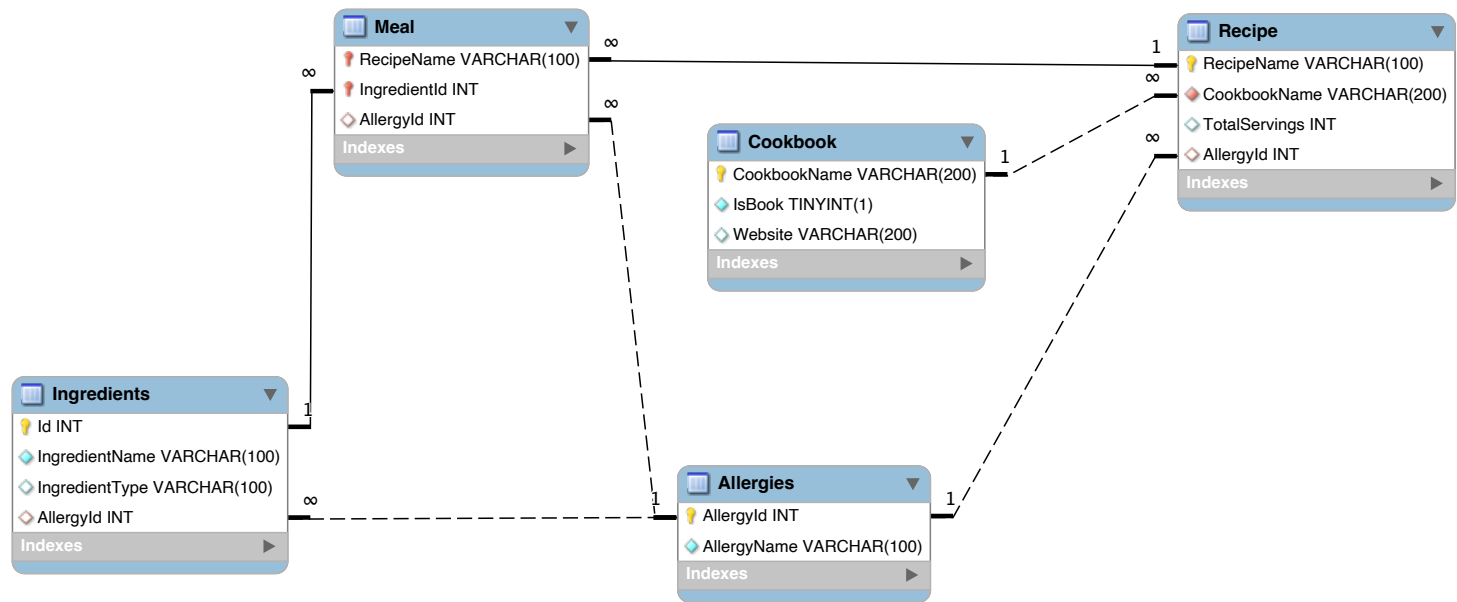 Meal
RecipeName VARCHAR(100)
IngredientId INT
AllergyId INT
Indexes
∞
∞
∞
1
∞
∞
Recipe
RecipeName VARCHAR(100)
CookbookName VARCHAR(200)
TotalServings INT
AllergyId INT
Indexes
Cookbook
CookbookName VARCHAR(200)
IsBook TINYINT(1)
Website VARCHAR(200)
Indexes
1
Ingredients
Id INT
IngredientName VARCHAR(100)
IngredientType VARCHAR(100)
AllergyId INT
Indexes
1
∞
Allergies
AllergyId INT
AllergyName VARCHAR(100)
Indexes
1
1